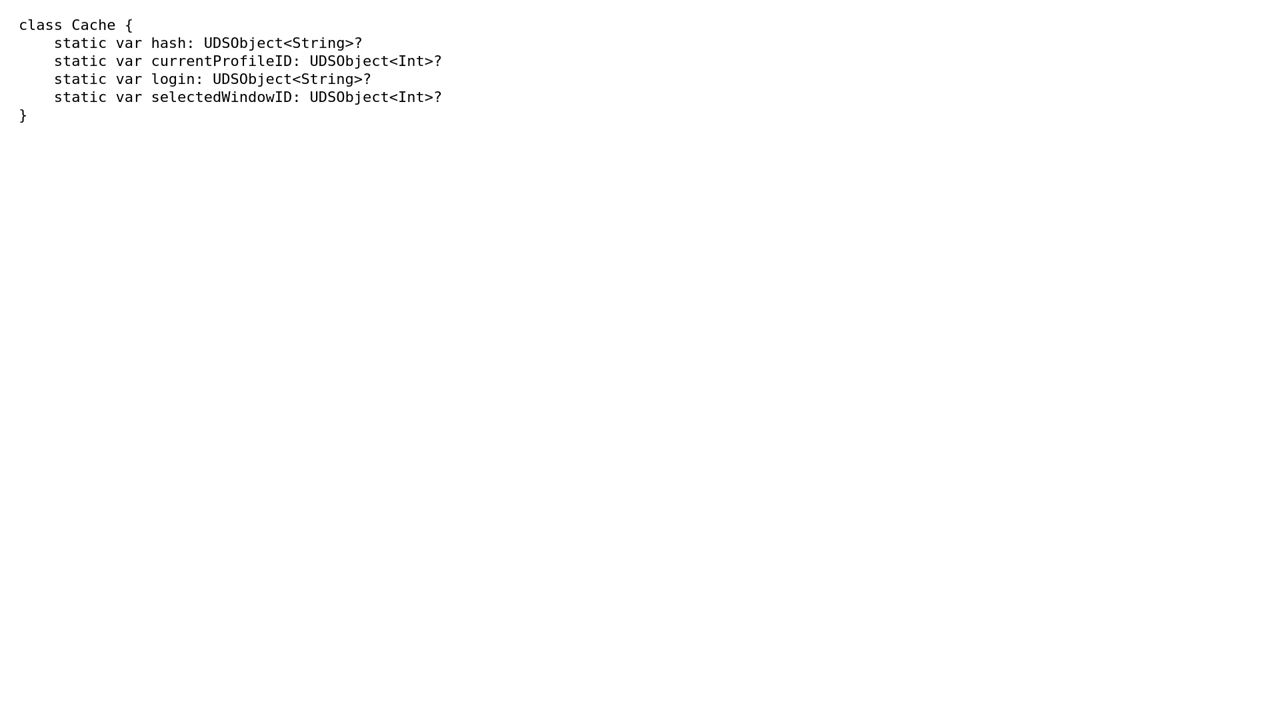 class Cache {
    static var hash: UDSObject<String>?
    static var currentProfileID: UDSObject<Int>?
    static var login: UDSObject<String>?
    static var selectedWindowID: UDSObject<Int>?
}